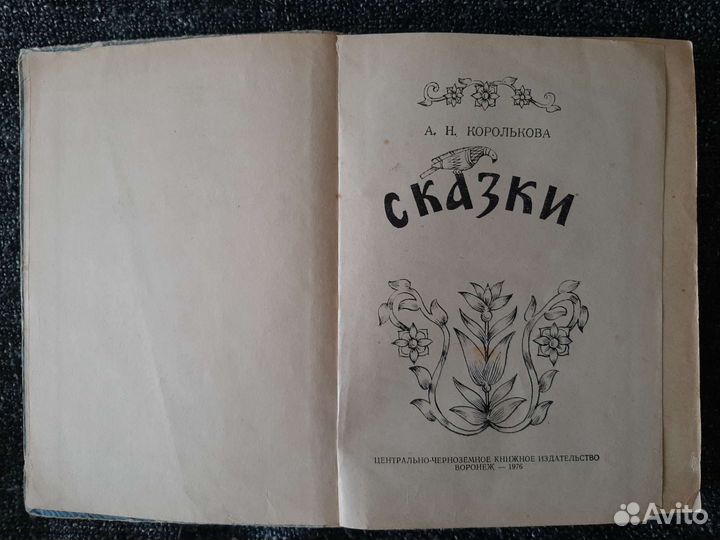 А. Н. КОРОЛЬКОВА
СКАЗКИ
ЦЕНТРАЛЬНО-ЧЕРНОЗЕМНОЕ КНИЖНОЕ ИЗДАТЕЛЬСТВО
ВОРОНЕЖ — 1976
Avito